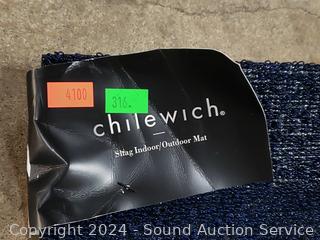 4100
316.
chilewich®
Shag Indoor/Outdoor Mat
Copyright 2024 - Sound Auction Service